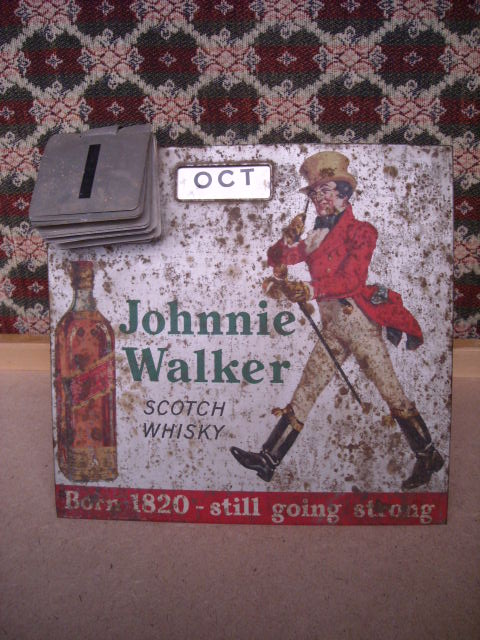 1
OCT
Johnnie
Walker
SCOTCH
WHISKY
Born 1820 - still going strong